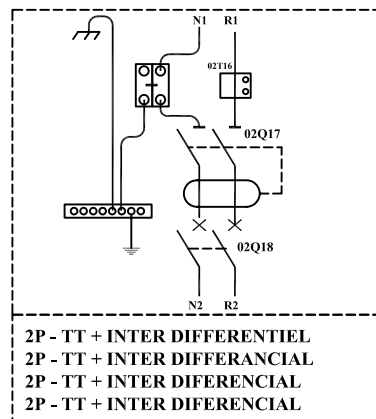 N1 R1
02T16
02Q17
02Q18
N2 R2
2P - TT + INTER DIFFERENTIEL
2P - TT + INTER DIFFERANCIAL
2P - TT + INTER DIFERENCIAL
2P - TT + INTER DIFERENCIAL